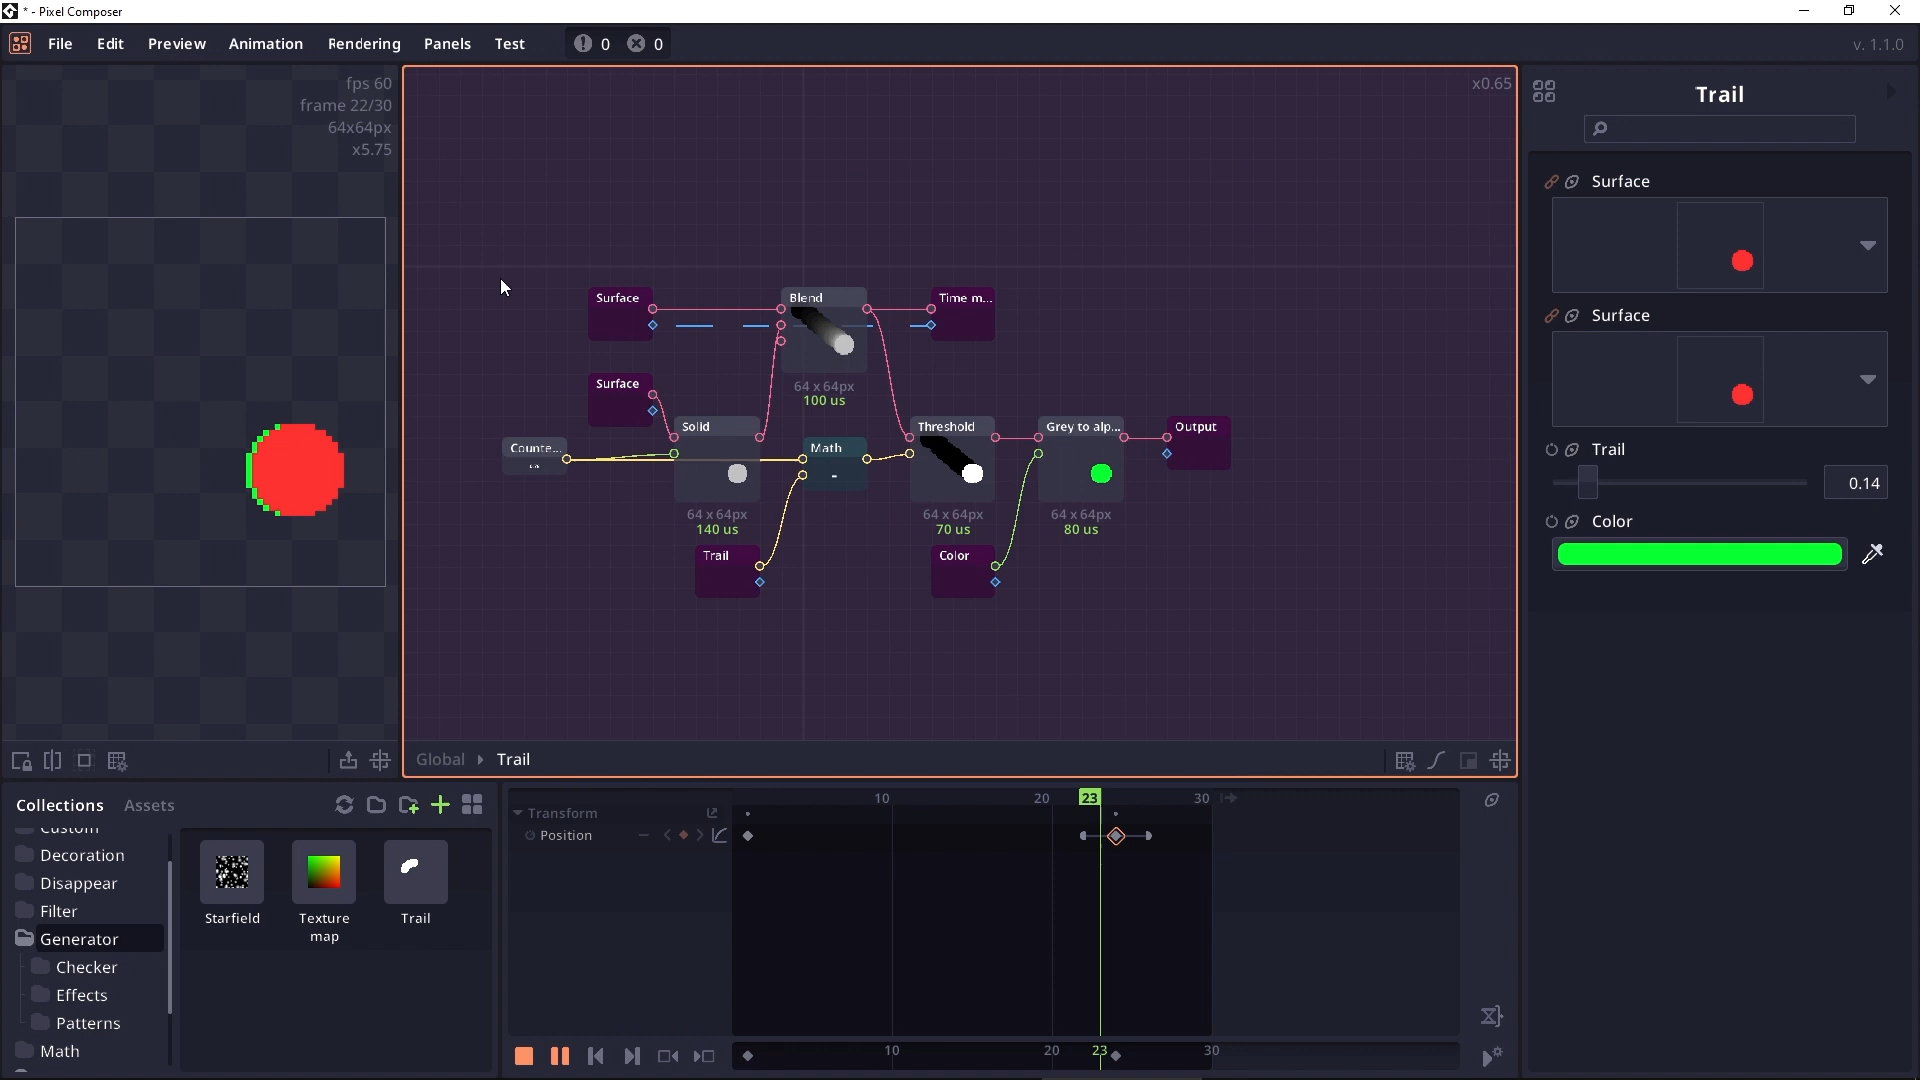 * - Pixel Composer
File Edit Preview Animation Rendering Panels Test 0 0
v. 1.1.0
fps 60
frame 22/30
64x64px
x5.75
x0.65
Surface
Blend
Time m...
64 x 64px
100 us
Surface
Solid
Counte...
Math
-
Threshold
Grey to alp...
Output
64 x 64px
140 us
64 x 64px
70 us
64 x 64px
80 us
Trail
Color
Global Trail
Trail
Surface
Surface
Trail
0.14
Color
Collections Assets
Custom
Decoration
Disappear
Filter
Generator
Checker
Effects
Patterns
Math
Starfield
Texture
map
Trail
10 20 23 30
Transform
Position
10 20 23 30